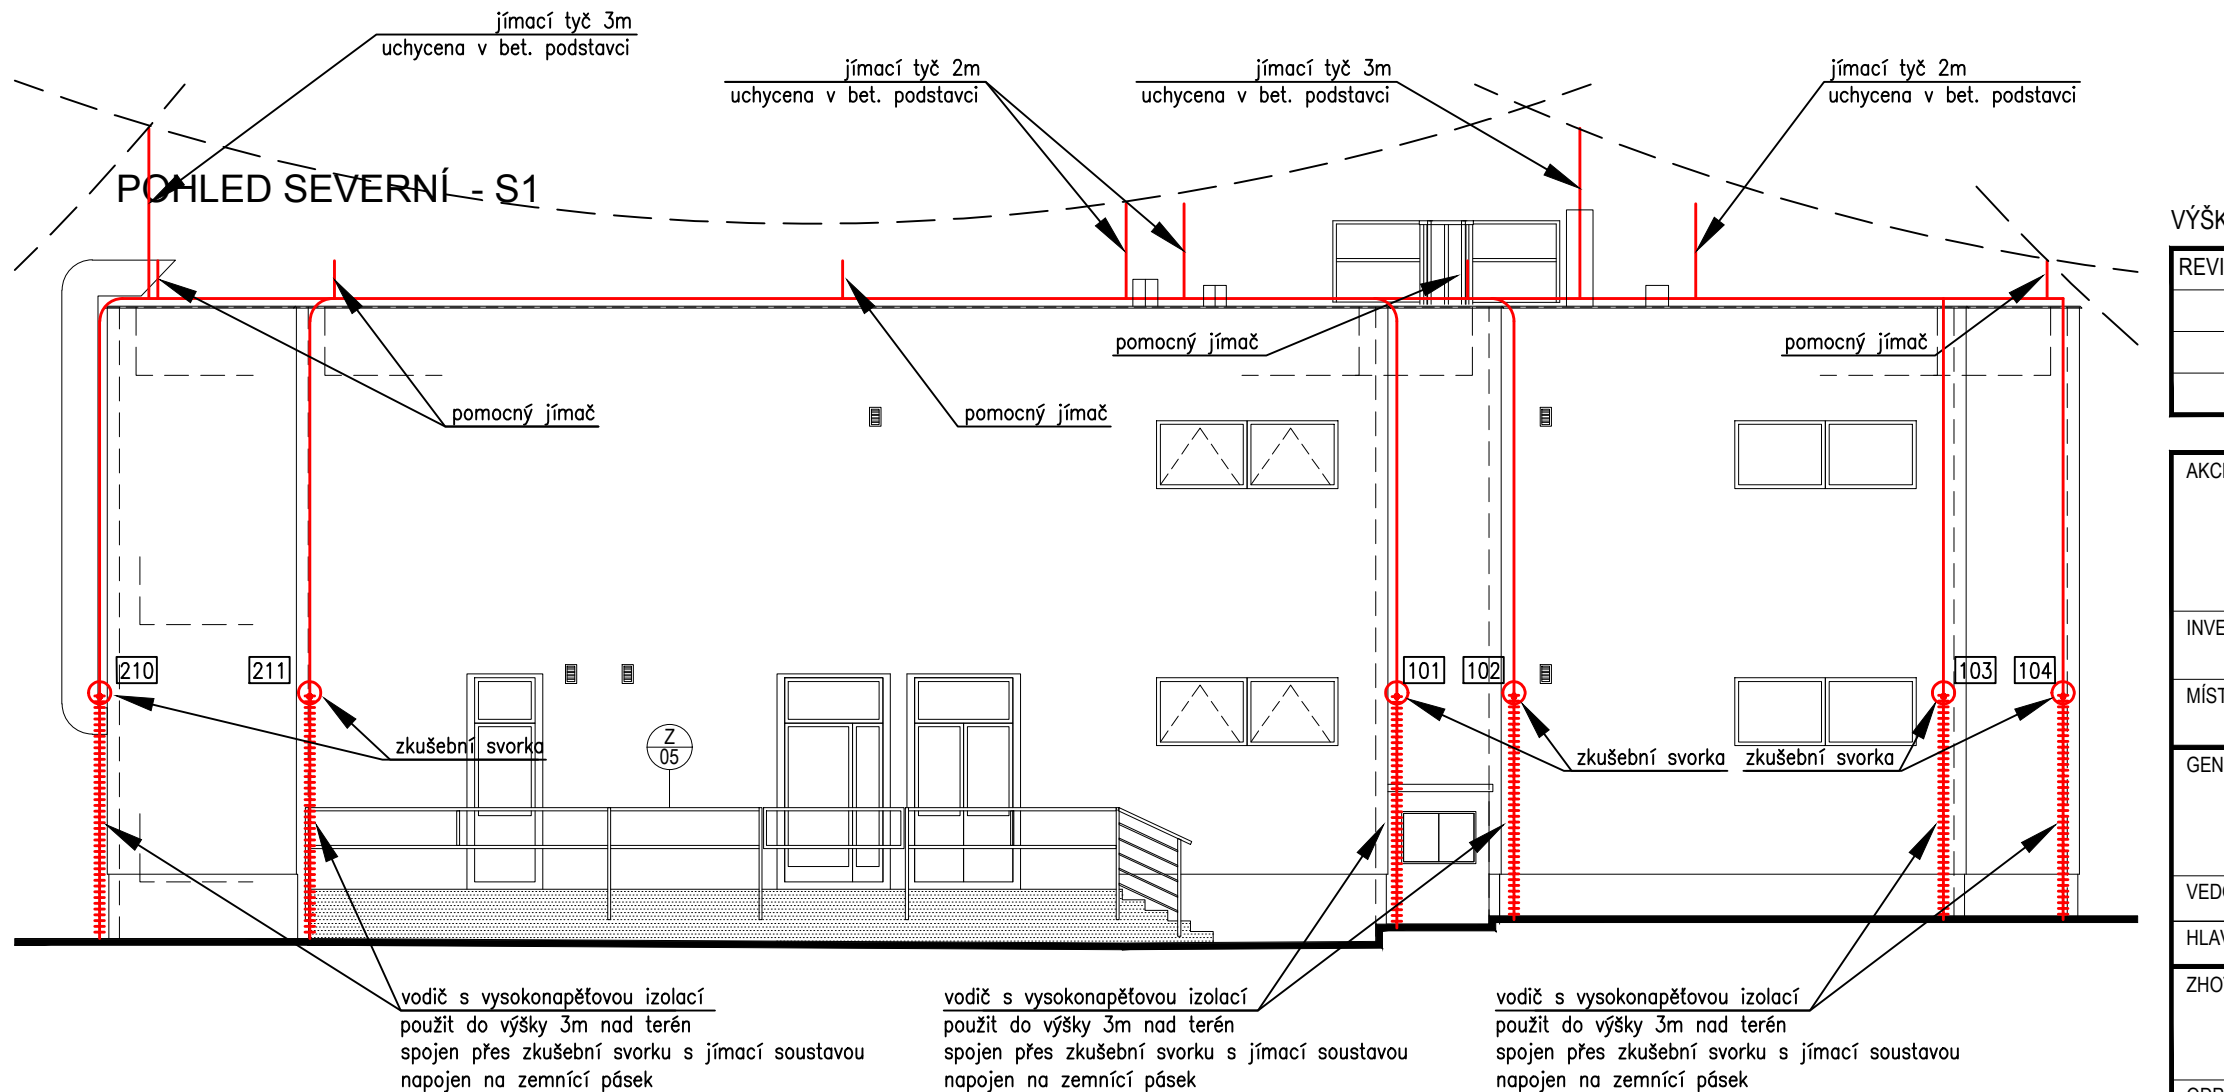 jímací tyč 3m
uchycena v bet. podstavci
jímací tyč 2m
uchycena v bet. podstavci
jímací tyč 3m
uchycena v bet. podstavci
jímací tyč 2m
uchycena v bet. podstavci
POHLED SEVERNÍ - S1
VÝŠK
REVI
pomocný jímač
pomocný jímač
pomocný jímač
pomocný jímač
AKC
INVE
MÍST
210
211
101
102
103
104
zkušební svorka
Z
05
zkušební svorka
zkušební svorka
GEN
VEDO
HLAV
ZHO
vodič s vysokonapěťovou izolací
použit do výšky 3m nad terén
spojen přes zkušební svorku s jímací soustavou
napojen na zemnící pásek
vodič s vysokonapěťovou izolací
použit do výšky 3m nad terén
spojen přes zkušební svorku s jímací soustavou
napojen na zemnící pásek
vodič s vysokonapěťovou izolací
použit do výšky 3m nad terén
spojen přes zkušební svorku s jímací soustavou
napojen na zemnící pásek